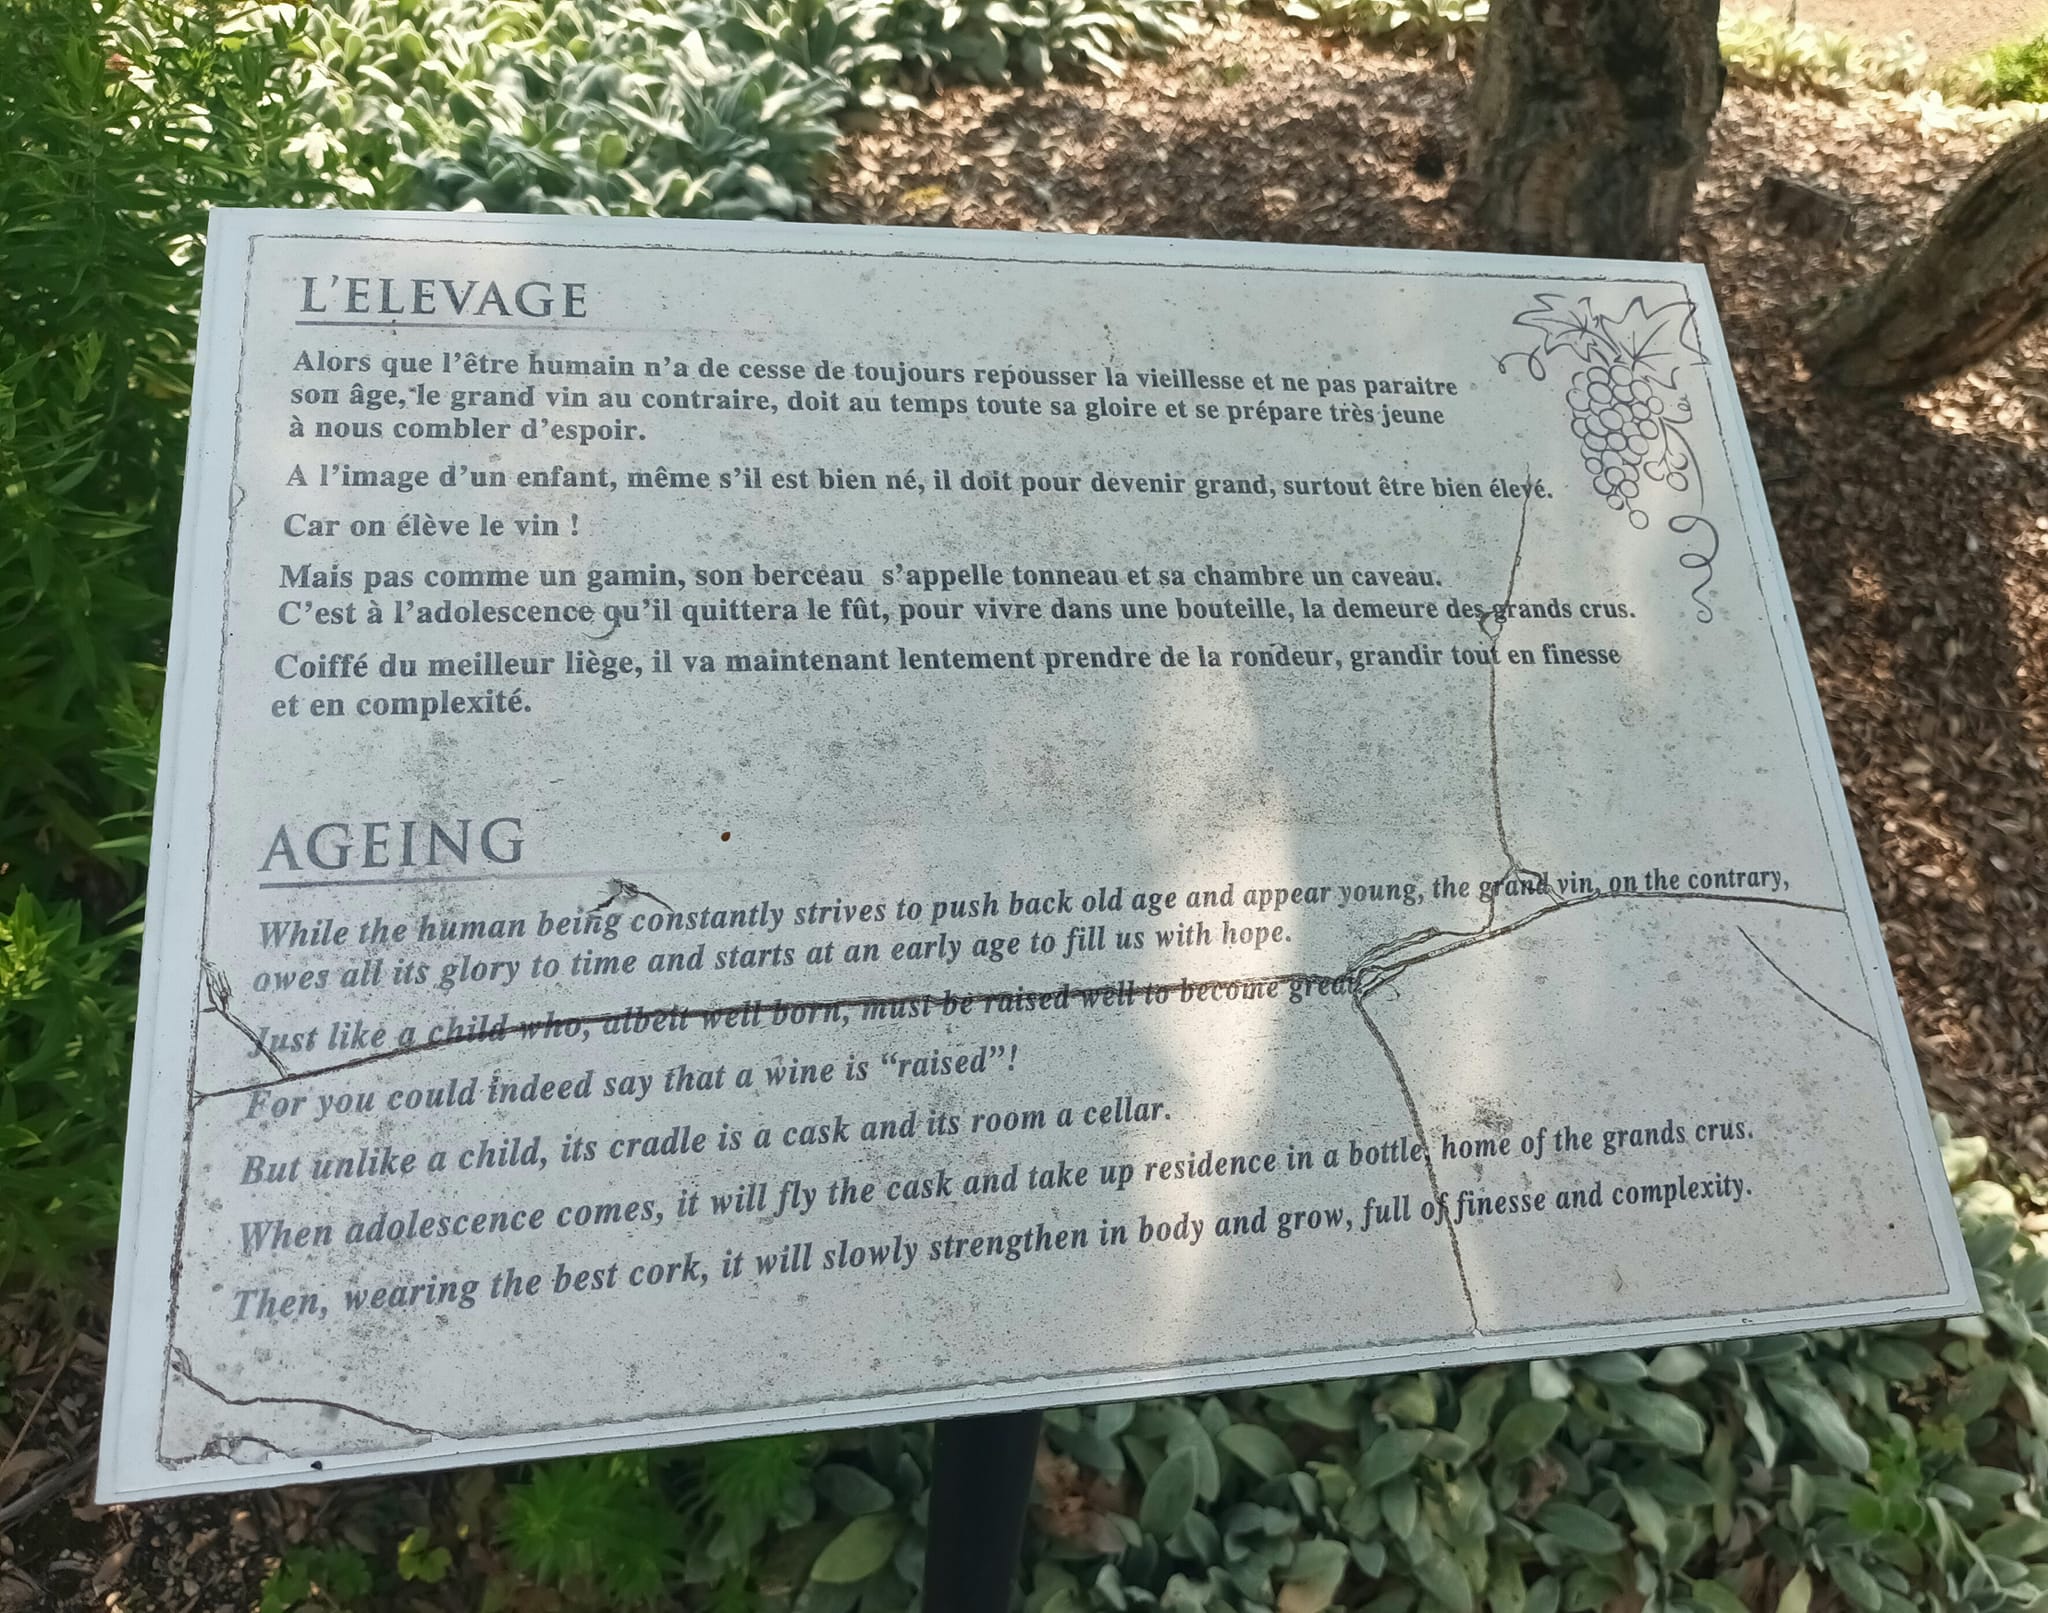 L'ELEVAGE
Alors que l'être humain n'a de cesse de toujours repousser la vieillesse et ne pas paraitre
son âge, le grand vin au contraire, doit au temps toute sa gloire et se prépare très jeune
à nous combler d'espoir.
A l'image d'un enfant, même s'il est bien né, il doit pour devenir grand, surtout être bien élevé.
Car on élève le vin !
Mais pas comme un gamin, son berceau s'appelle tonneau et sa chambre un caveau.
C'est à l'adolescence qu'il quittera le fût, pour vivre dans une bouteille, la demeure des grands crus.
Coiffé du meilleur liège, il va maintenant lentement prendre de la rondeur, grandir tout en finesse
et en complexité.
AGEING
While the human being constantly strives to push back old age and appear young, the grand vin, on the contrary,
owes all its glory to time and starts at an early age to fill us with hope.
Just like a child who, albeit well born, must be raised well to become great.
For you could indeed say that a wine is “raised”!
But unlike a child, its cradle is a cask and its room a cellar.
When adolescence comes, it will fly the cask and take up residence in a bottle, home of the grands crus.
Then, wearing the best cork, it will slowly strengthen in body and grow, full of finesse and complexity.